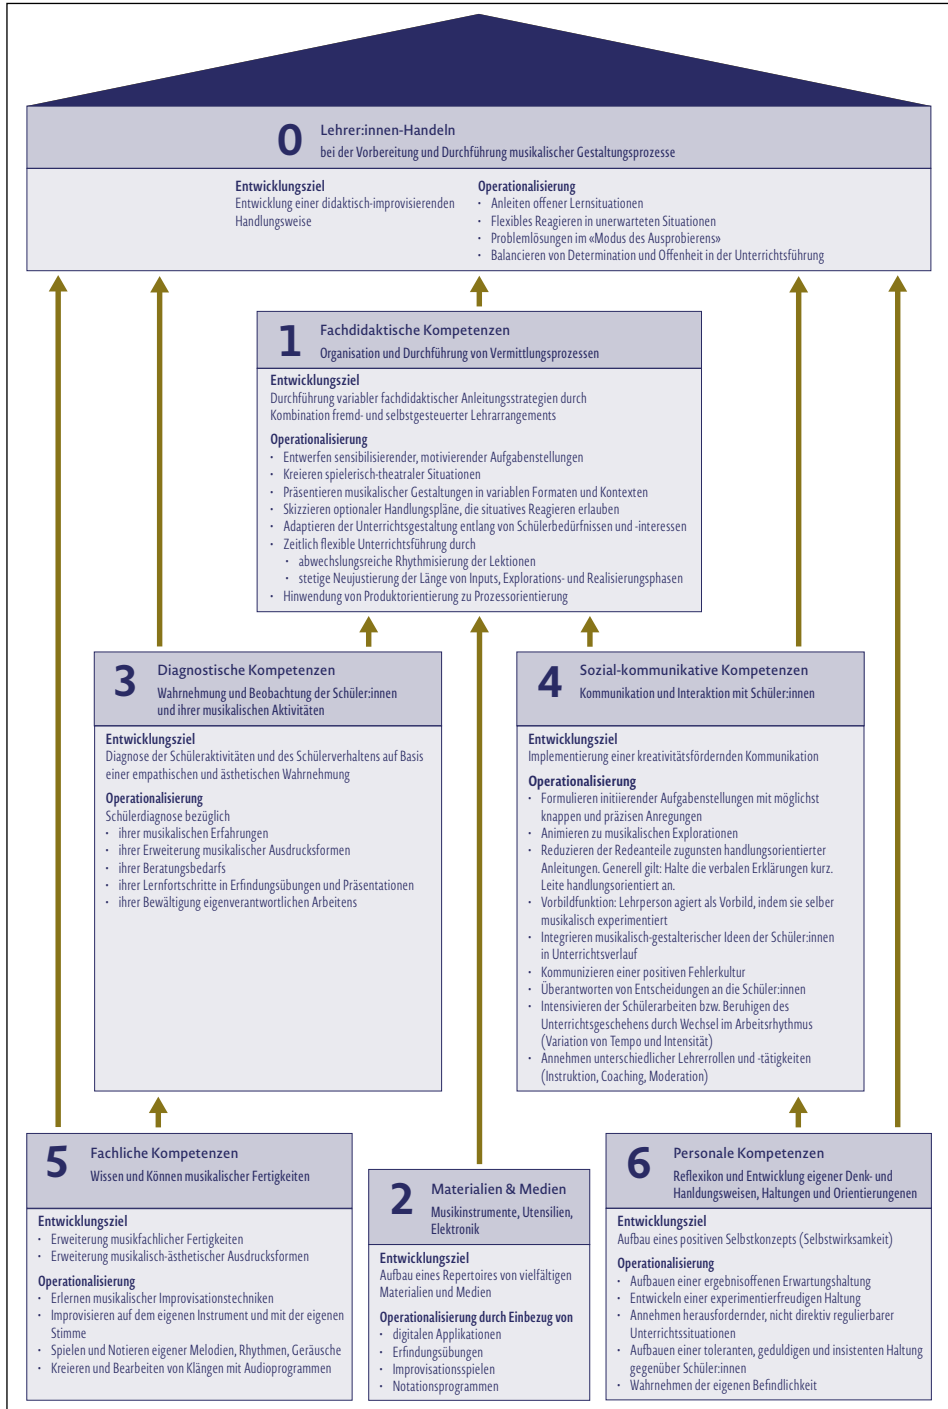 0
Lehrer:innen-Handeln
bei der Vorbereitung und Durchführung musikalischer Gestaltungsprozesse
Entwicklungsziel
Entwicklung einer didaktisch-improvisierenden
Handlungsweise
Operationalisierung
• Anleiten offener Lernsituationen
• Flexibles Reagieren in unerwarteten Situationen
• Problemlösungen im «Modus des Ausprobierens»
• Balancieren von Determination und Offenheit in der Unterrichtsführung
1
Fachdidaktische Kompetenzen
Organisation und Durchführung von Vermittlungsprozessen
Entwicklungsziel
Durchführung variabler fachdidaktischer Anleitungsstrategien durch
Kombination fremd- und selbstgesteuerter Lehrarrangements
Operationalisierung
• Entwerfen sensibilisierender, motivierender Aufgabenstellungen
• Kreieren spielerisch-theatraler Situationen
• Präsentieren musikalischer Gestaltungen in variablen Formaten und Kontexten
• Skizzieren optionaler Handlungspläne, die situatives Reagieren erlauben
• Adaptieren der Unterrichtsgestaltung entlang von Schülerbedürfnissen und -interessen
• Zeitlich flexible Unterrichtsführung durch
• abwechslungsreiche Rhythmisierung der Lektionen
• stetige Neujustierung der Länge von Inputs, Explorations- und Realisierungsphasen
• Hinwendung von Produktorientierung zu Prozessorientierung
3
Diagnostische Kompetenzen
Wahrnehmung und Beobachtung der Schüler:innen
und ihrer musikalischen Aktivitäten
Entwicklungsziel
Diagnose der Schüleraktivitäten und des Schülerverhaltens auf Basis
einer empathischen und ästhetischen Wahrnehmung
Operationalisierung
Schülerdiagnose bezüglich
• ihrer musikalischen Erfahrungen
• ihrer Erweiterung musikalischer Ausdrucksformen
• ihrer Beratungsbedarfs
• ihrer Lernfortschritte in Erfindungsübungen und Präsentationen
• ihrer Bewältigung eigenverantwortlichen Arbeitens
4
Sozial-kommunikative Kompetenzen
Kommunikation und Interaktion mit Schüler:innen
Entwicklungsziel
Implementierung einer kreativitätsfördernden Kommunikation
Operationalisierung
• Formulieren initiierender Aufgabenstellungen mit möglichst
knappen und präzisen Anregungen
• Animieren zu musikalischen Explorationen
• Reduzieren der Redeanteile zugunsten handlungsorientierter
Anleitungen. Generell gilt: Halte die verbalen Erklärungen kurz.
Leite handlungsorientiert an.
• Vorbildfunktion: Lehrperson agiert als Vorbild, indem sie selber
musikalisch experimentiert
• Integrieren musikalisch-gestalterischer Ideen der Schüler:innen
in Unterrichtsverlauf
• Kommunizieren einer positiven Fehlerkultur
• Überantworten von Entscheidungen an die Schüler:innen
• Intensivieren der Schülerarbeiten bzw. Beruhigen des
Unterrichtsgeschehens durch Wechsel im Arbeitsrhythmus
(Variation von Tempo und Intensität)
• Annehmen unterschiedlicher Lehrerrollen und -tätigkeiten
(Instruktion, Coaching, Moderation)
5
Fachliche Kompetenzen
Wissen und Können musikalischer Fertigkeiten
Entwicklungsziel
• Erweiterung musikfachlicher Fertigkeiten
• Erweiterung musikalisch-ästhetischer Ausdrucksformen
Operationalisierung
• Erlernen musikalischer Improvisationstechniken
• Improvisieren auf dem eigenen Instrument und mit der eigenen
Stimme
• Spielen und Notieren eigener Melodien, Rhythmen, Geräusche
• Kreieren und Bearbeiten von Klängen mit Audioprogrammen
2
Materialien & Medien
Musikinstrumente, Utensilien,
Elektronik
Entwicklungsziel
Aufbau eines Repertoires von vielfältigen
Materialien und Medien
Operationalisierung durch Einbezug von
• digitalen Applikationen
• Erfindungsübungen
• Improvisationsspielen
• Notationsprogrammen
6
Personale Kompetenzen
Reflexikon und Entwicklung eigener Denk- und
Hanldungsweisen, Haltungen und Orientierungenen
Entwicklungsziel
Aufbau eines positiven Selbstkonzepts (Selbstwirksamkeit)
Operationalisierung
• Aufbauen einer ergebnisoffenen Erwartungshaltung
• Entwickeln einer experimentierfreudigen Haltung
• Annehmen herausfordernder, nicht direktiv regulierbarer
Unterrichtssituationen
• Aufbauen einer toleranten, geduldigen und insistenten Haltung
gegenüber Schüler:innen
• Wahrnehmen der eigenen Befindlichkeit